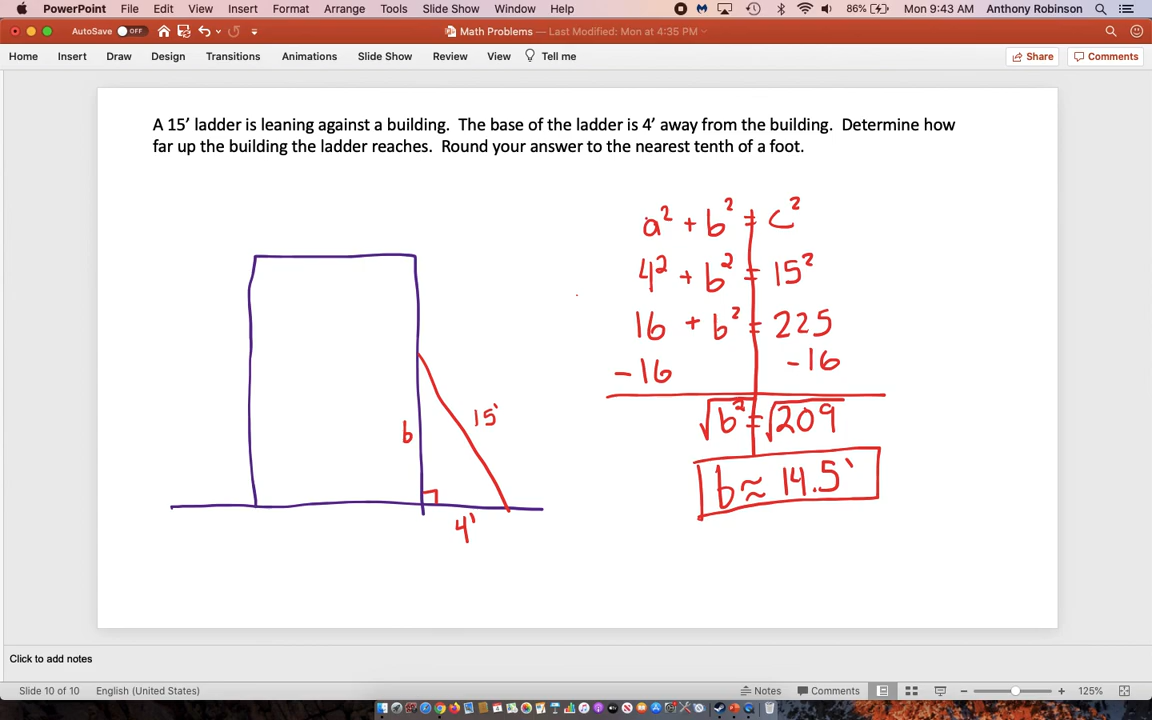 PowerPoint File Edit View Insert Format Arrange Tools Slide Show Window Help 86% Mon 9:43 AM Anthony Robinson
AutoSave OFF Math Problems — Last Modified: Mon at 4:35 PM
Home Insert Draw Design Transitions Animations Slide Show Review View Tell me Share Comments
A 15’ ladder is leaning against a building. The base of the ladder is 4’ away from the building. Determine how
far up the building the ladder reaches. Round your answer to the nearest tenth of a foot.
a² + b² = c²
4² + b² = 15²
16 + b² = 225
-16 -16
√b² = √209
b ≈ 14.5'
15'
b
4'
Click to add notes
Slide 10 of 10 English (United States) Notes Comments 125%